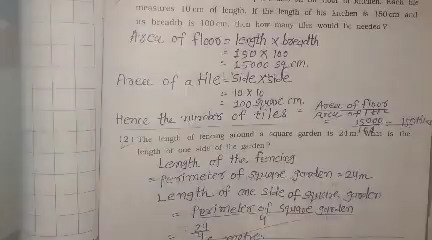 measures 10 cm of length. If the length of his kitchen is 150 cm and
its breadth is 100 cm, then how many tiles would be needed?
Area of floor = length x breadth
= 150 x 100
= 15000 sq.cm.
Area of a tile = side x side
= 10 x 10
= 100 square cm.
Hence the number of tiles = Area of floor
Area of 1 tile
= 15000
(2) The length of fencing around a square garden is 24 m. What is the
length of one side of the garden?
Length of the fencing
= perimeter of square garden = 24m
Length of one side of square garden
= perimeter of square garden
4
= 24
4
metre.